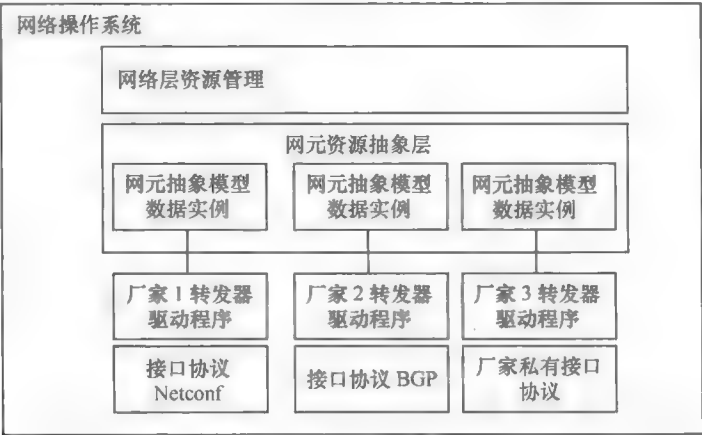 网络操作系统
网络层资源管理
网元资源抽象层
网元抽象模型
数据实例
网元抽象模型
数据实例
网元抽象模型
数据实例
厂家1转发器
驱动程序
厂家2转发器
驱动程序
厂家3转发器
驱动程序
接口协议
Netconf
接口协议 BGP
厂家私有接口
协议